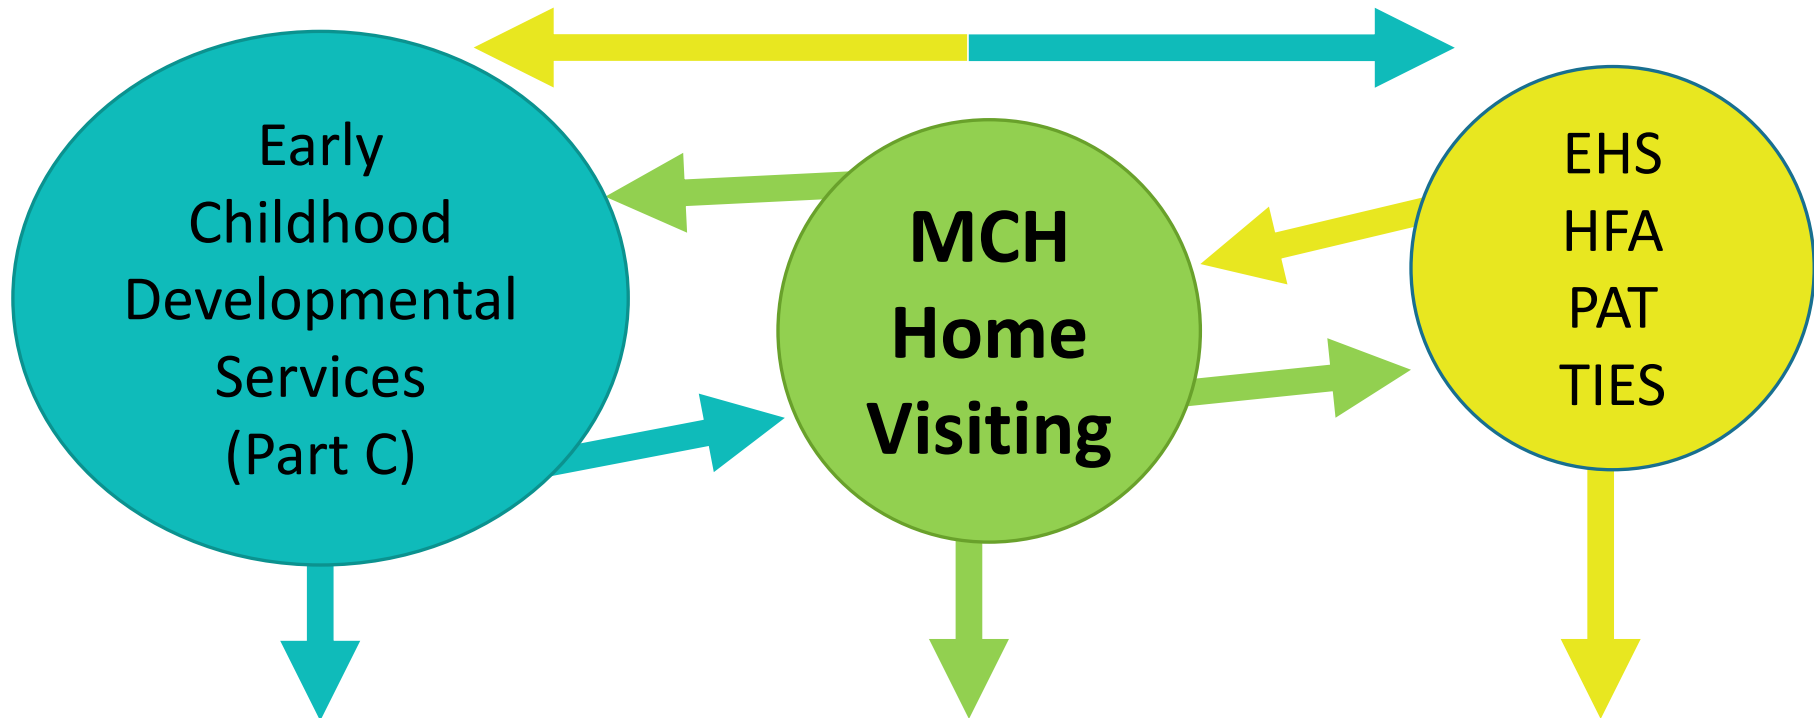 Early
Childhood
Developmental
Services
(Part C)
MCH
Home
Visiting
EHS
HFA
PAT
TIES